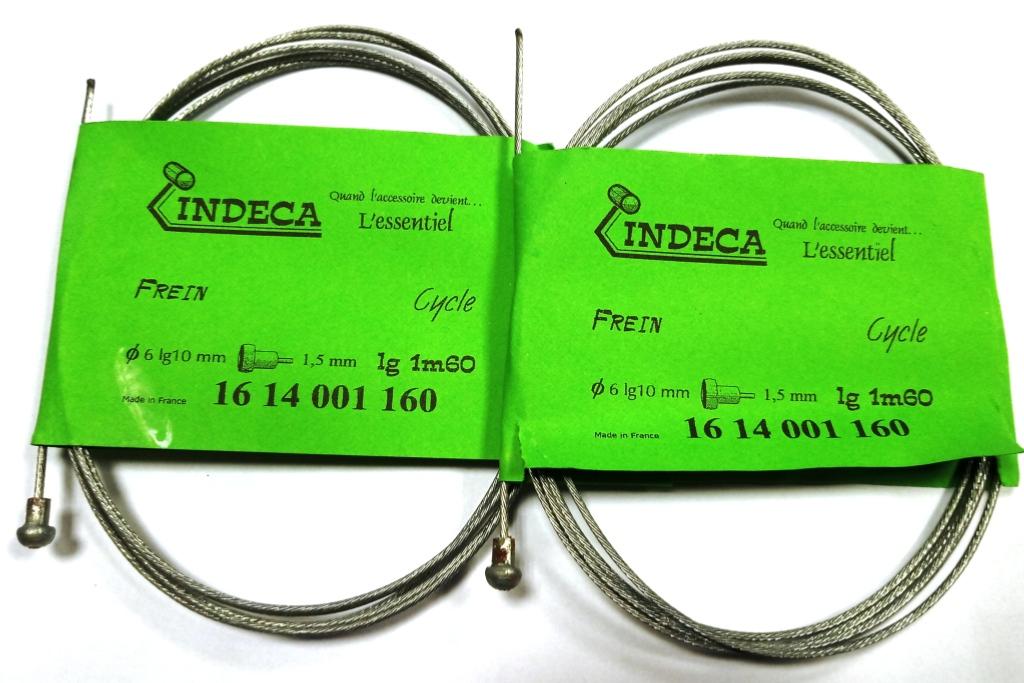 INDECA
Quand l'accessoire devient...
L'essentiel
FREIN
Cycle
ϕ 6 lg10 mm 1,5 mm lg 1m60
Made in France 16 14 001 160
INDECA
Quand l'accessoire devient...
L'essentiel
FREIN
Cycle
ϕ 6 lg10 mm 1,5 mm lg 1m60
Made in France 16 14 001 160